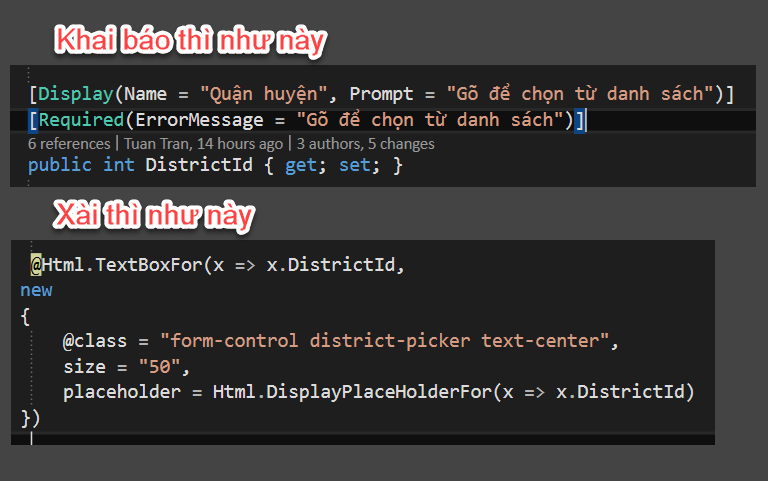 Khai báo thì như này
[Display(Name = "Quận huyện", Prompt = "Gõ để chọn từ danh sách")]
[Required(ErrorMessage = "Gõ để chọn từ danh sách")]
6 references | Tuan Tran, 14 hours ago | 3 authors, 5 changes
public int DistrictId { get; set; }
Xài thì như này
@Html.TextBoxFor(x => x.DistrictId,
new
{
@class = "form-control district-picker text-center",
size = "50",
placeholder = Html.DisplayPlaceHolderFor(x => x.DistrictId)
})